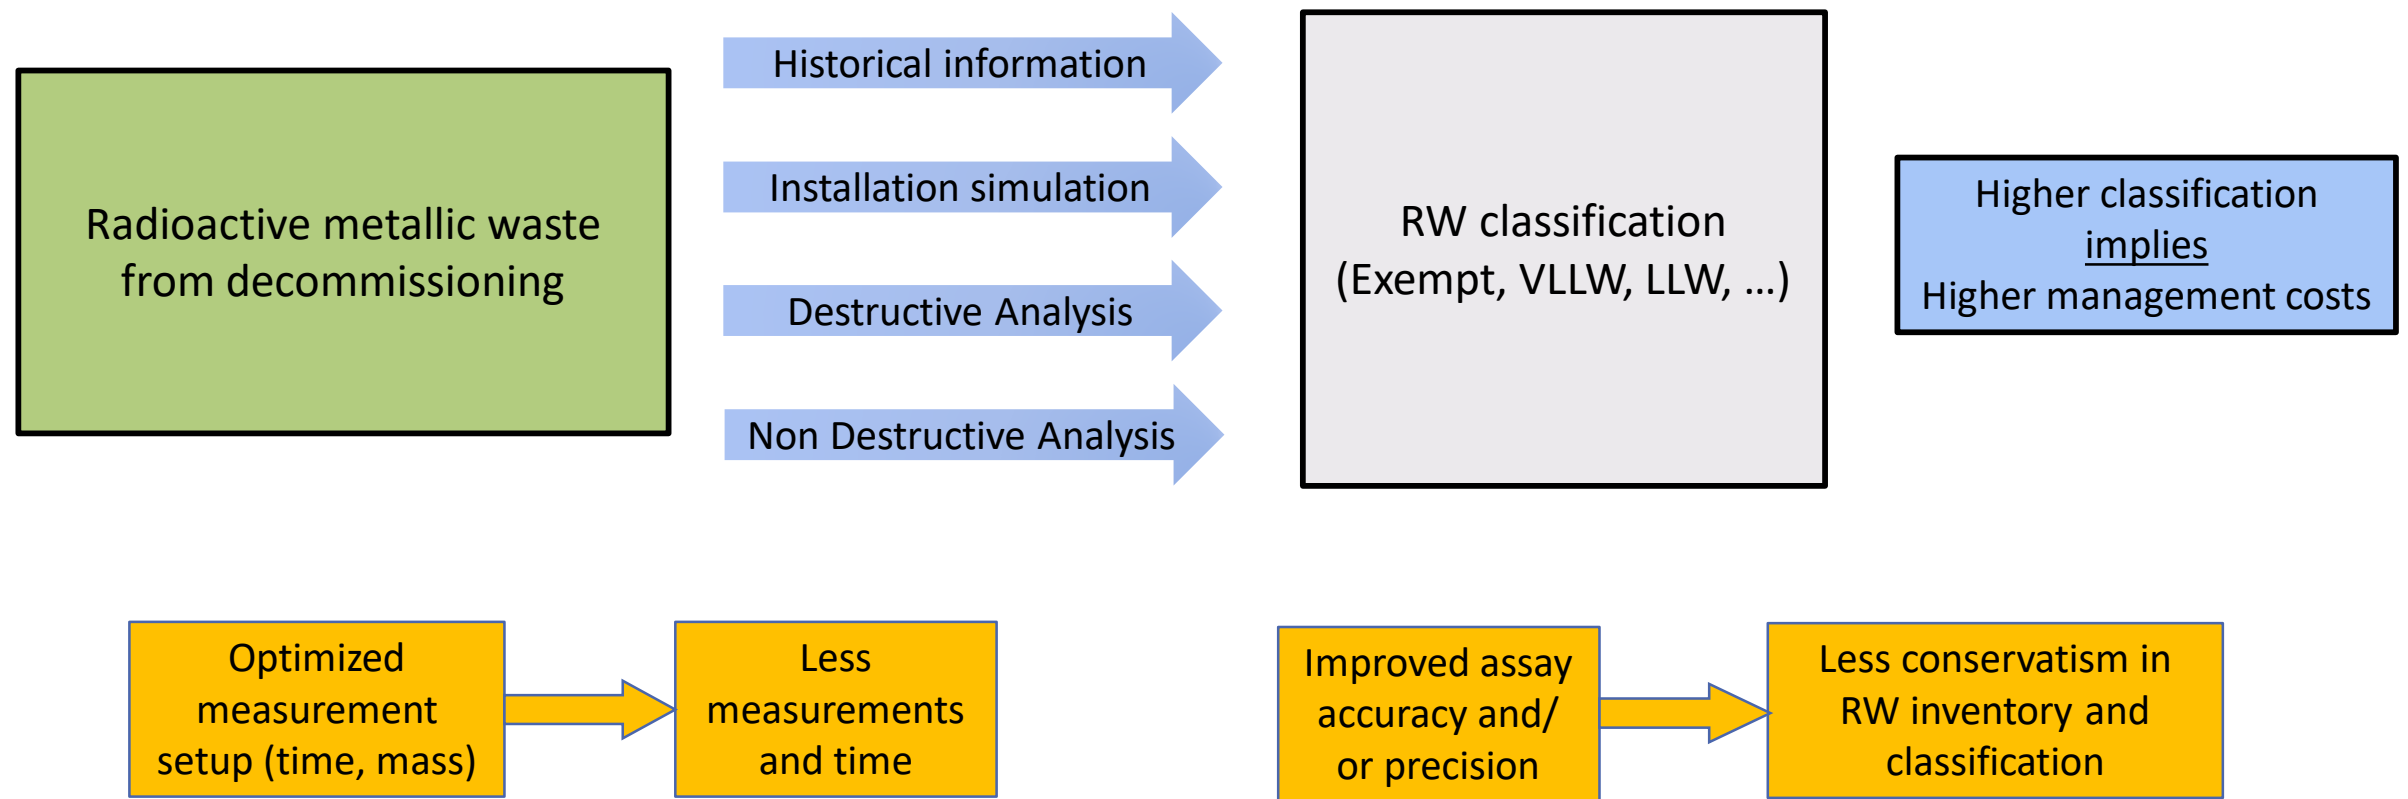 Radioactive metallic waste
from decommissioning
Historical information
Installation simulation
Destructive Analysis
Non Destructive Analysis
RW classification
(Exempt, VLLW, LLW, …)
Higher classification
implies
Higher management costs
Optimized
measurement
setup (time, mass)
Less
measurements
and time
Improved assay
accuracy and/
or precision
Less conservatism in
RW inventory and
classification